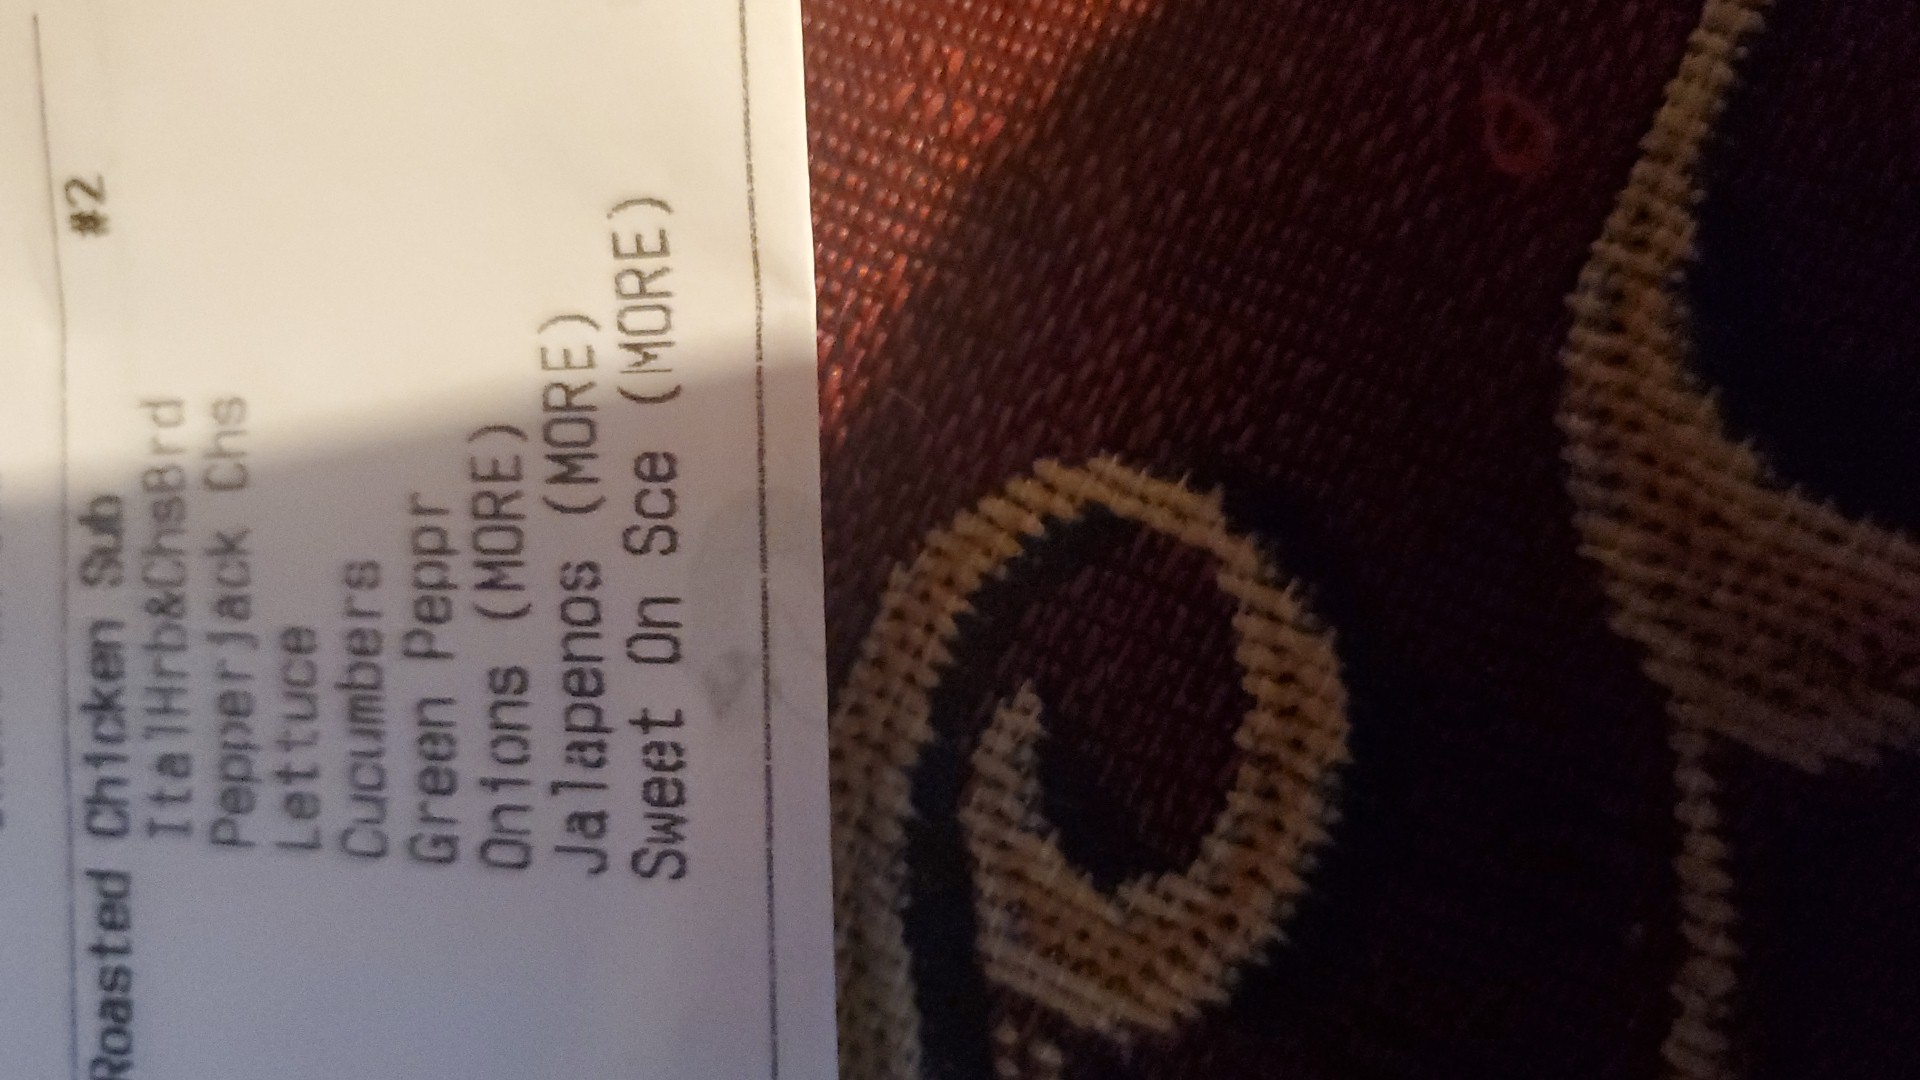 Roasted Chicken Sub #2
ItalHrb&ChsBrd
Pepperjack Chs
Lettuce
Cucumbers
Green Peppr
Onions (MORE)
Jalapenos (MORE)
Sweet On Sce (MORE)